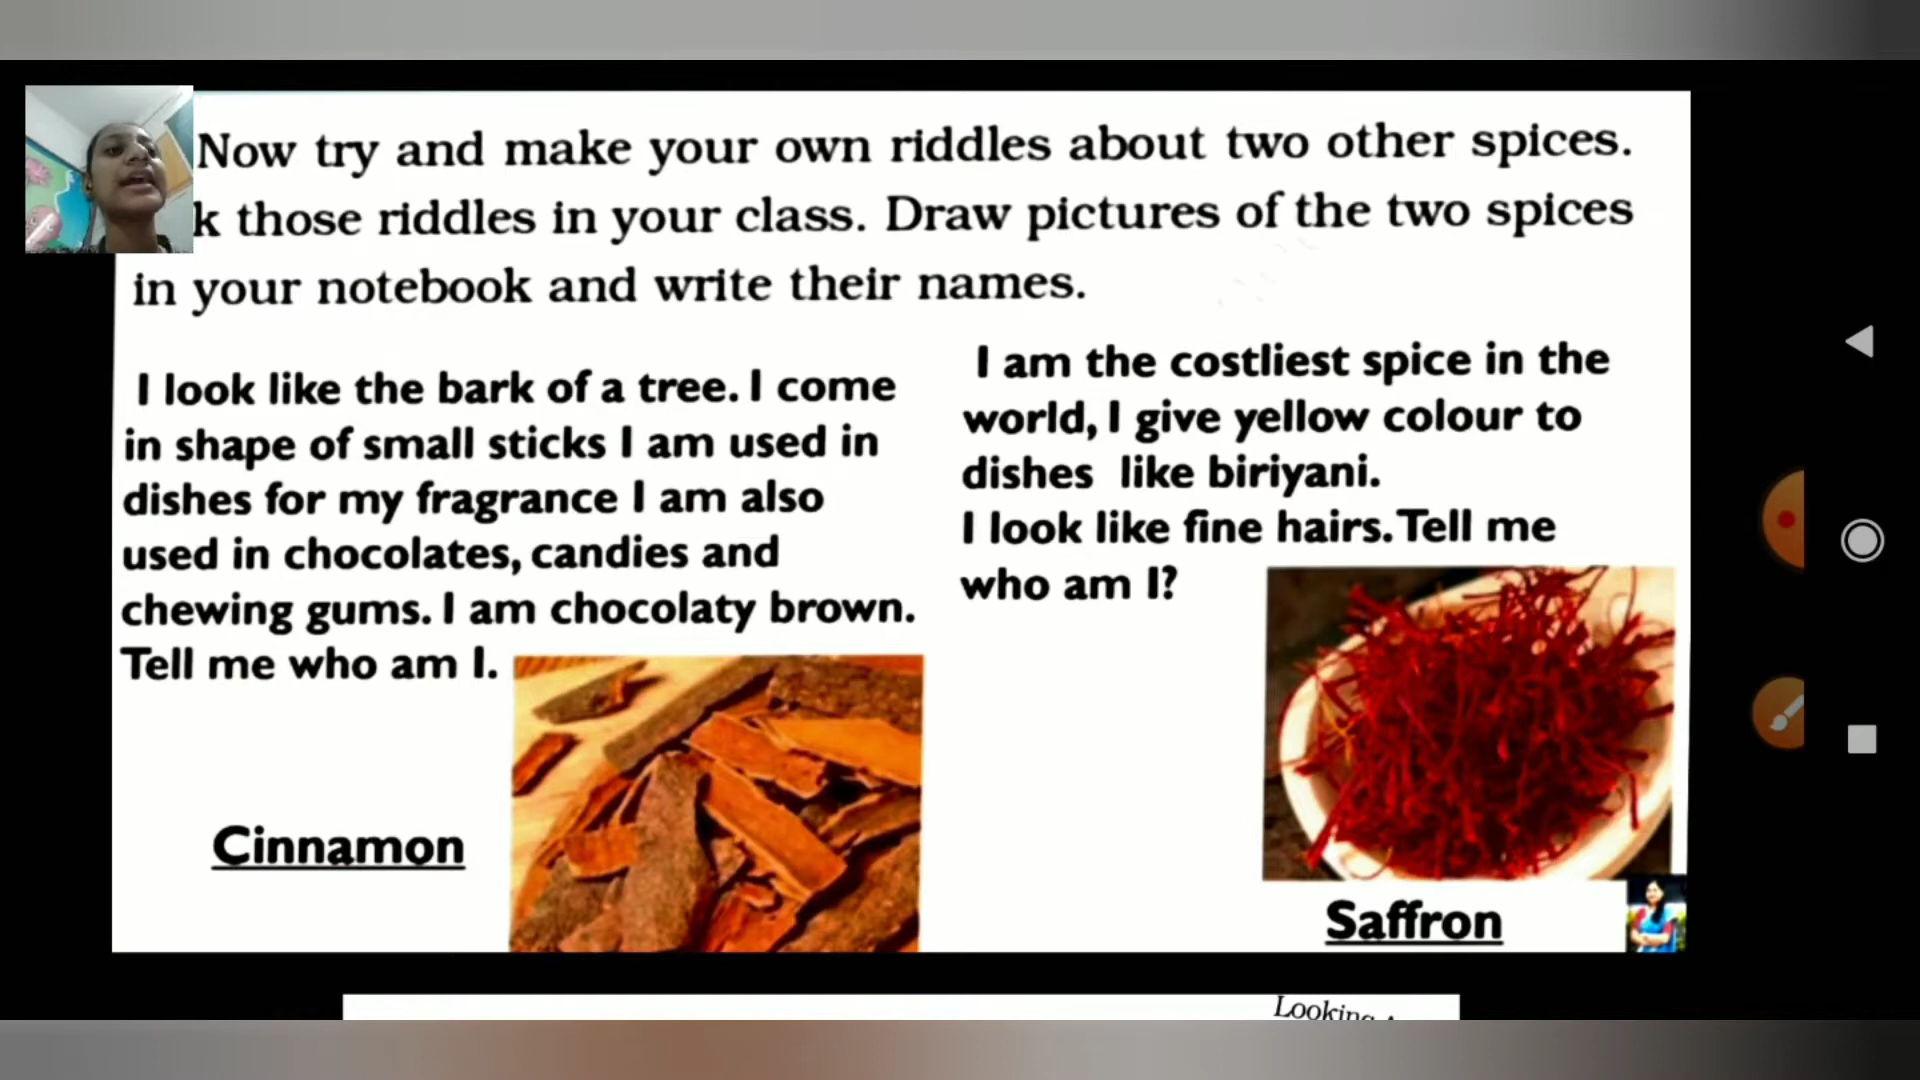 Now try and make your own riddles about two other spices.
k those riddles in your class. Draw pictures of the two spices
in your notebook and write their names.
I look like the bark of a tree. I come
in shape of small sticks I am used in
dishes for my fragrance I am also
used in chocolates, candies and
chewing gums. I am chocolaty brown.
Tell me who am I.
Cinnamon
I am the costliest spice in the
world, I give yellow colour to
dishes like biriyani.
I look like fine hairs. Tell me
who am I?
Saffron
Looking